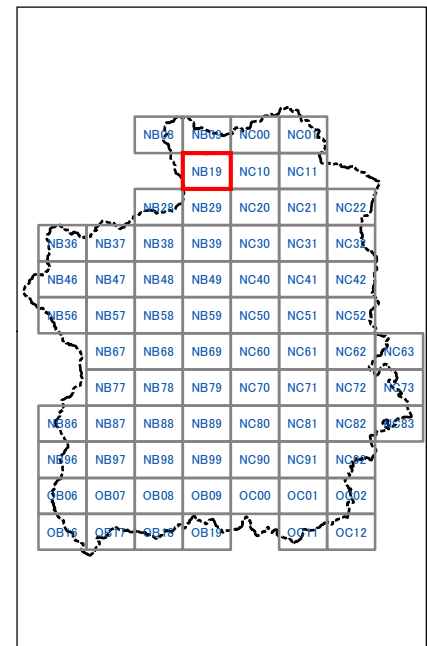 NB08 NB09 NC00 NC01
NB19 NC10 NC11
NB28 NB29 NC20 NC21 NC22
NB36 NB37 NB38 NB39 NC30 NC31 NC32
NB46 NB47 NB48 NB49 NC40 NC41 NC42
NB56 NB57 NB58 NB59 NC50 NC51 NC52
NB67 NB68 NB69 NC60 NC61 NC62 NC63
NB77 NB78 NB79 NC70 NC71 NC72 NC73
NB86 NB87 NB88 NB89 NC80 NC81 NC82 NC83
NB96 NB97 NB98 NB99 NC90 NC91 NC92
OB06 OB07 OB08 OB09 OC00 OC01 OC02
OB16 OB17 OB18 OB19 OC11 OC12